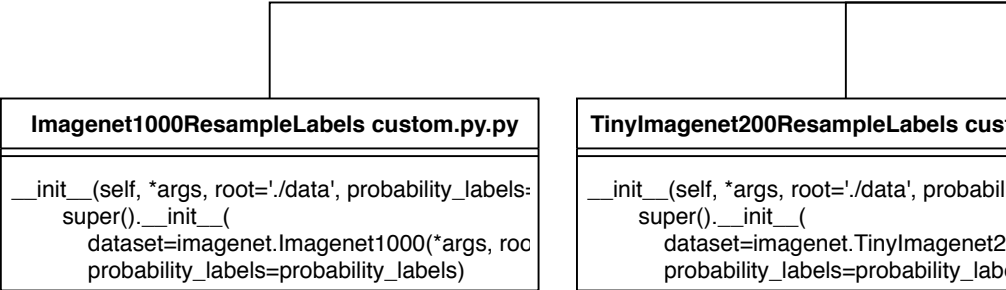 Imagenet1000ResampleLabels custom.py.py
__init__(self, *args, root='./data', probability_labels=
super().__init__(
dataset=imagenet.Imagenet1000(*args, roo
probability_labels=probability_labels)
TinyImagenet200ResampleLabels cus
__init__(self, *args, root='./data', probabil
super().__init__(
dataset=imagenet.TinyImagenet2
probability_labels=probability_labe